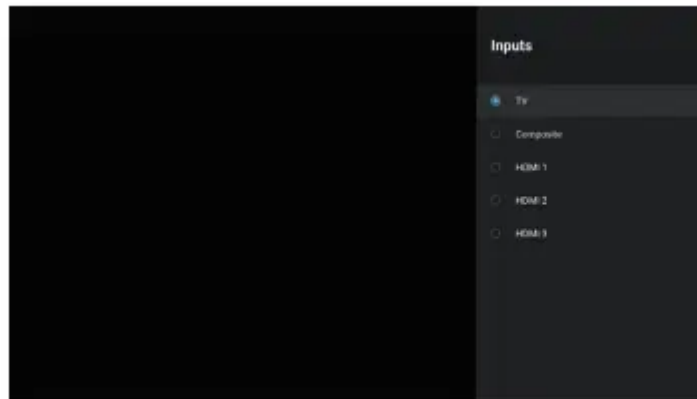 Inputs
TV
Composite
HDMI 1
HDMI 2
HDMI 3